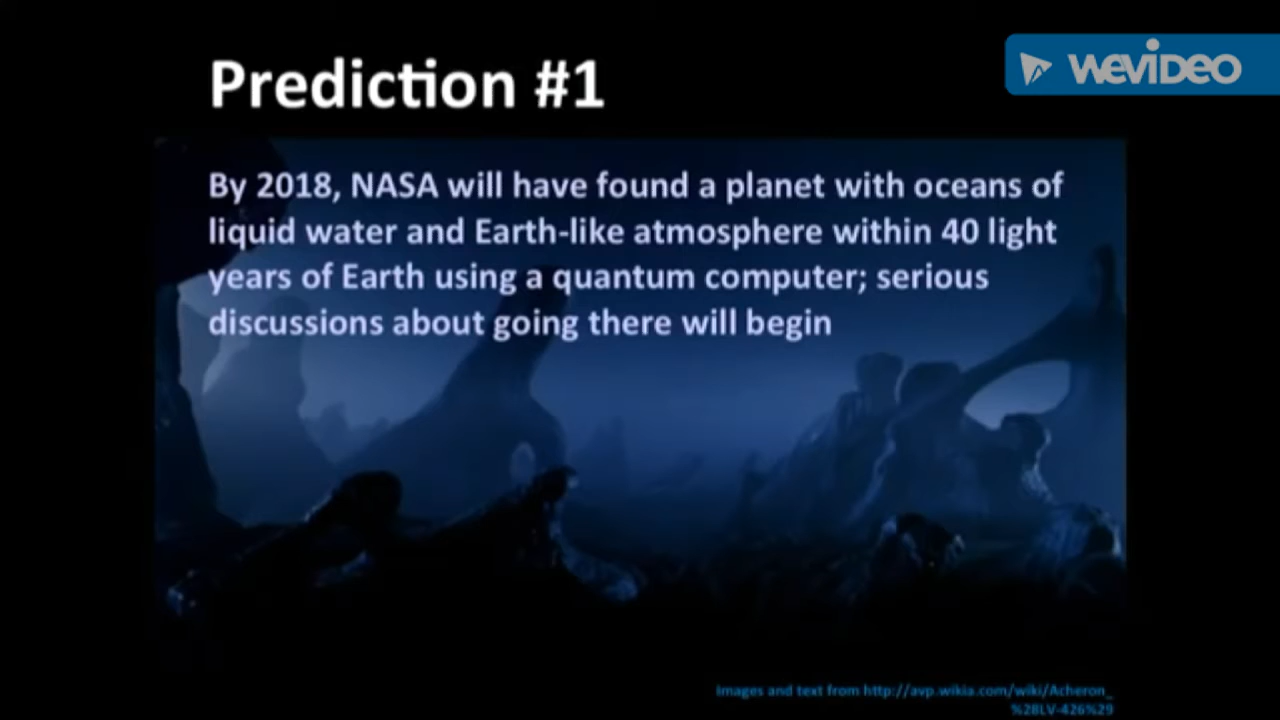 WEVIDEO
Prediction #1
By 2018, NASA will have found a planet with oceans of
liquid water and Earth-like atmosphere within 40 light
years of Earth using a quantum computer; serious
discussions about going there will begin
Images and text from http://avp.wikia.com/wiki/Acheron_
%28LV-426%29